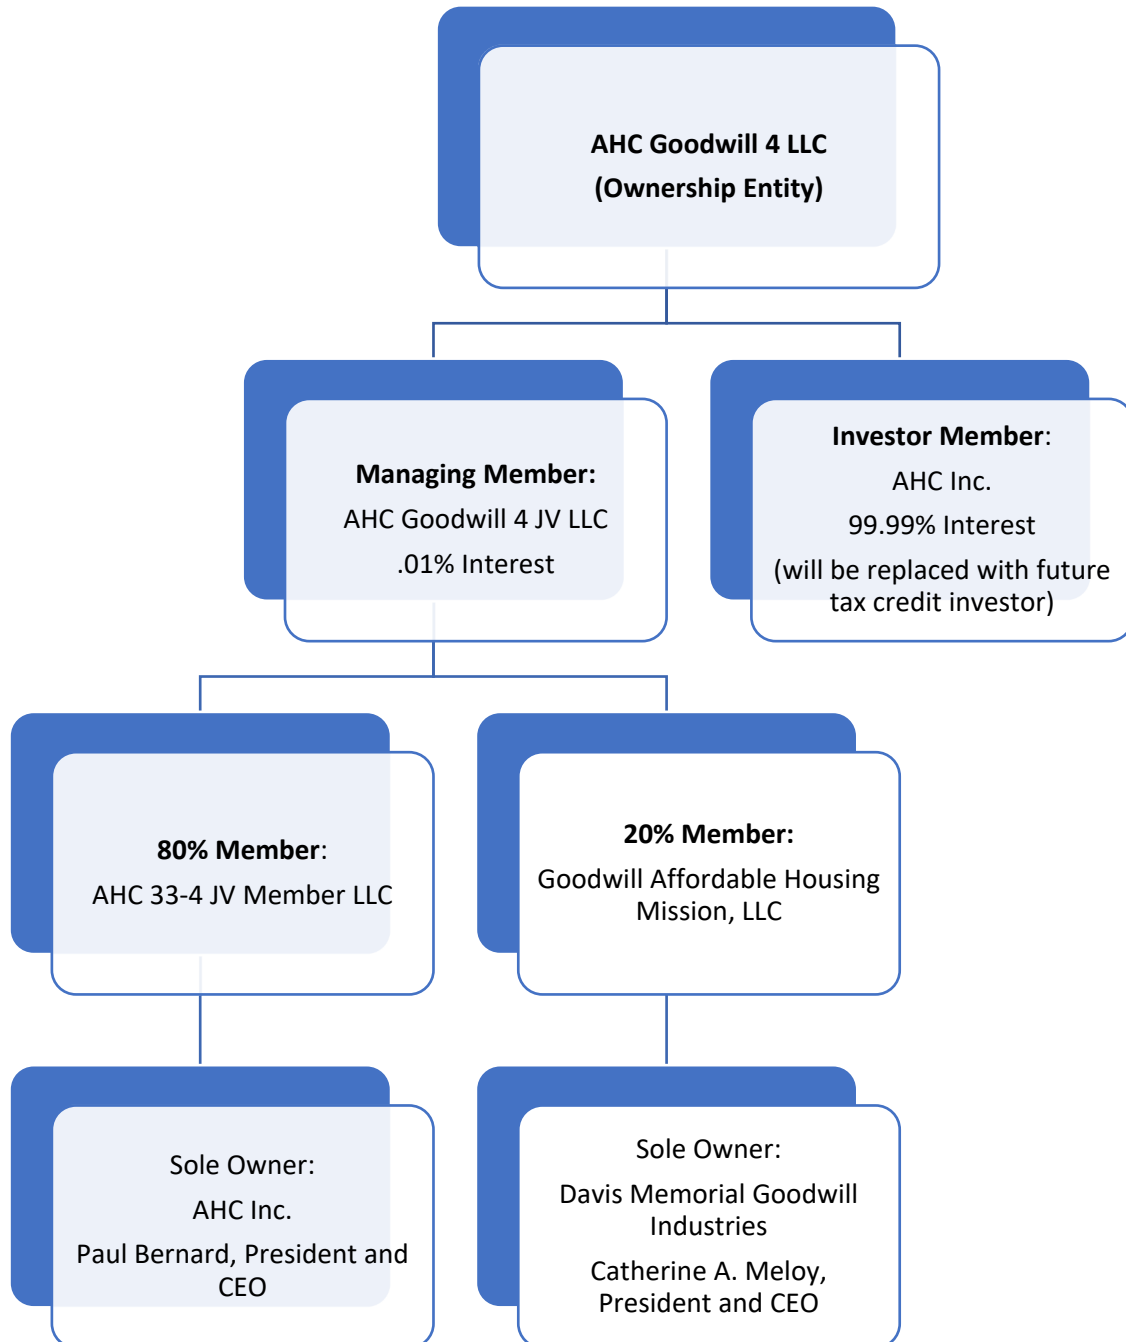 AHC Goodwill 4 LLC
(Ownership Entity)
Managing Member:
AHC Goodwill 4 JV LLC
.01% Interest
Investor Member:
AHC Inc.
99.99% Interest
(will be replaced with future
tax credit investor)
80% Member:
AHC 33-4 JV Member LLC
20% Member:
Goodwill Affordable Housing
Mission, LLC
Sole Owner:
AHC Inc.
Paul Bernard, President and
CEO
Sole Owner:
Davis Memorial Goodwill
Industries
Catherine A. Meloy,
President and CEO